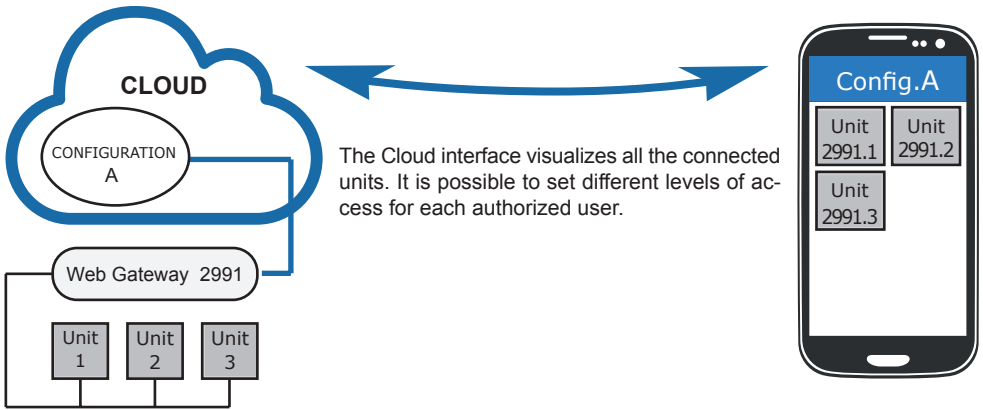 CLOUD
CONFIGURATION
A
The Cloud interface visualizes all the connected
units. It is possible to set different levels of ac-
cess for each authorized user.
Web Gateway 2991
Unit
1
Unit
2
Unit
3
Config.A
Unit
2991.1
Unit
2991.2
Unit
2991.3